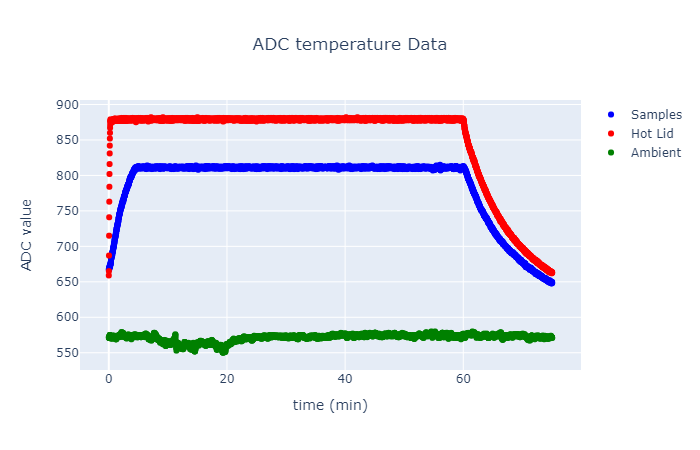 ADC temperature Data
900
850
800
750
700
650
600
550
ADC value
0
20
40
60
time (min)
Samples
Hot Lid
Ambient